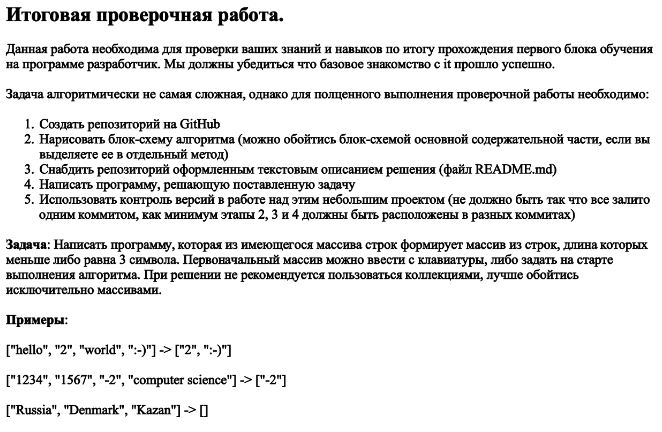 Итоговая проверочная работа.
Данная работа необходима для проверки ваших знаний и навыков по итогу прохождения первого блока обучения
на программе разработчик. Мы должны убедиться что базовое знакомство с it прошло успешно.
Задача алгоритмически не самая сложная, однако для полценного выполнения проверочной работы необходимо:
1. Создать репозиторий на GitHub
2. Нарисовать блок-схему алгоритма (можно обойтись блок-схемой основной содержательной части, если вы
выделяете ее в отдельный метод)
3. Снабдить репозиторий оформленным текстовым описанием решения (файл README.md)
4. Написать программу, решающую поставленную задачу
5. Использовать контроль версий в работе над этим небольшим проектом (не должно быть так что все залито
одним коммитом, как минимум этапы 2, 3 и 4 должны быть расположены в разных коммитах)
Задача: Написать программу, которая из имеющегося массива строк формирует массив из строк, длина которых
меньше либо равна 3 символа. Первоначальный массив можно ввести с клавиатуры, либо задать на старте
выполнения алгоритма. При решении не рекомендуется пользоваться коллекциями, лучше обойтись
исключительно массивами.
Примеры:
["hello", "2", "world", ":-)"] -> ["2", ":-)"]
["1234", "1567", "-2", "computer science"] -> ["-2"]
["Russia", "Denmark", "Kazan"] -> []